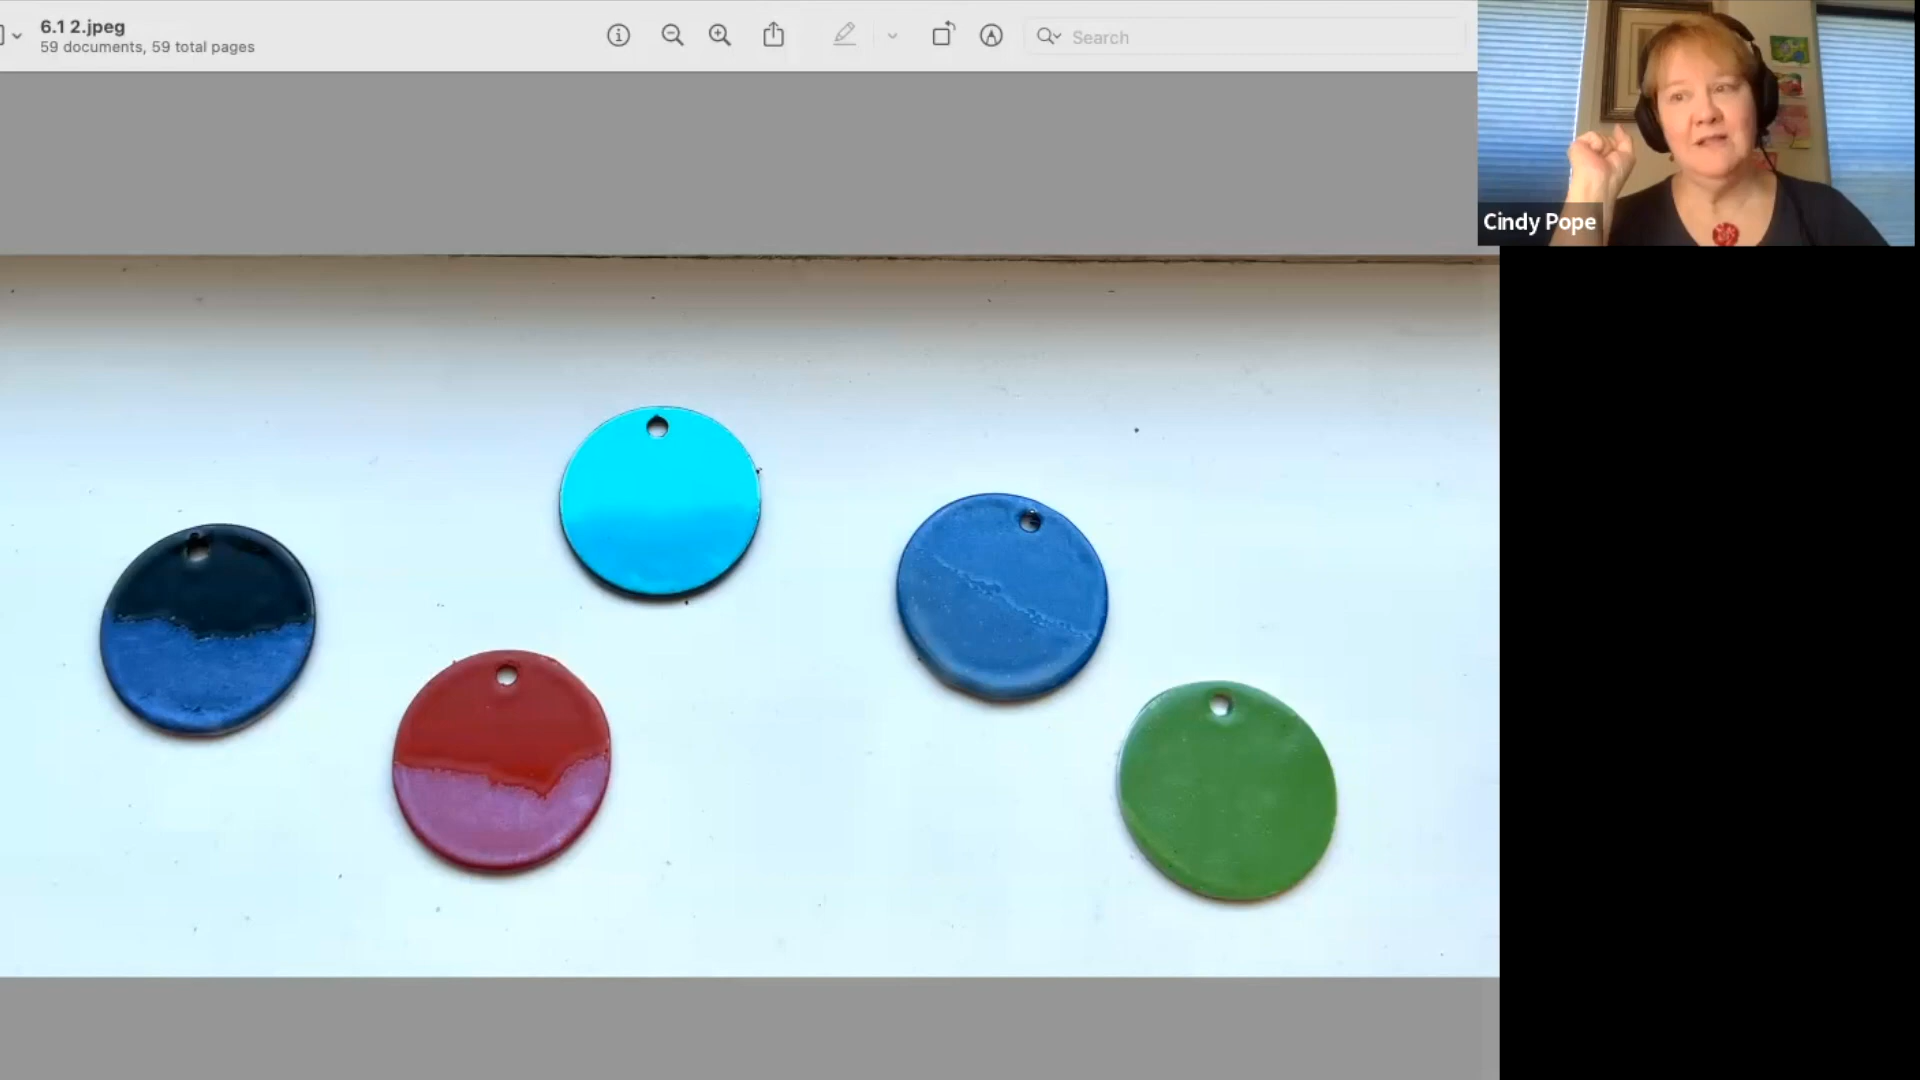 6.1 2.jpeg
59 documents, 59 total pages
Search
Cindy Pope